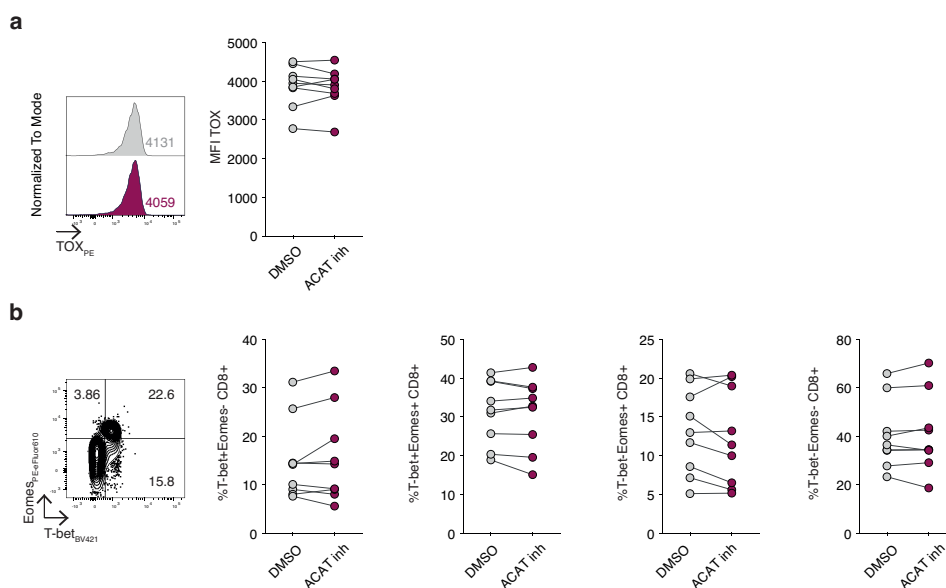 a
Normalized To Mode
4131
4059
TOX PE
MFI TOX
5000
4000
3000
2000
1000
0
DMSO
ACAT inh
b
Eomes PE-eFluor610
3.86
22.6
15.8
T-bet BV421
%T-bet+Eomes- CD8+
40
30
20
10
0
DMSO
ACAT inh
%T-bet+Eomes+ CD8+
50
40
30
20
10
0
DMSO
ACAT inh
%T-bet-Eomes+ CD8+
25
20
15
10
5
0
DMSO
ACAT inh
%T-bet-Eomes- CD8+
80
60
40
20
0
DMSO
ACAT inh